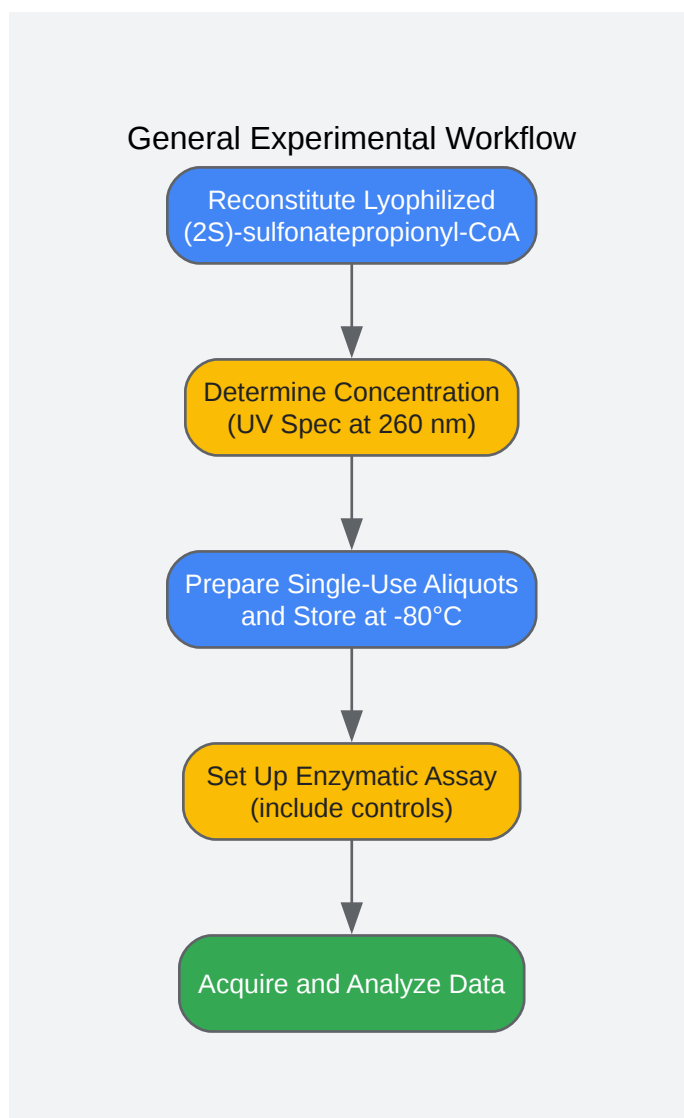 General Experimental Workflow
Reconstitute Lyophilized
(2S)-sulfonatepropionyl-CoA
Determine Concentration
(UV Spec at 260 nm)
Prepare Single-Use Aliquots
and Store at -80°C
Set Up Enzymatic Assay
(include controls)
Acquire and Analyze Data